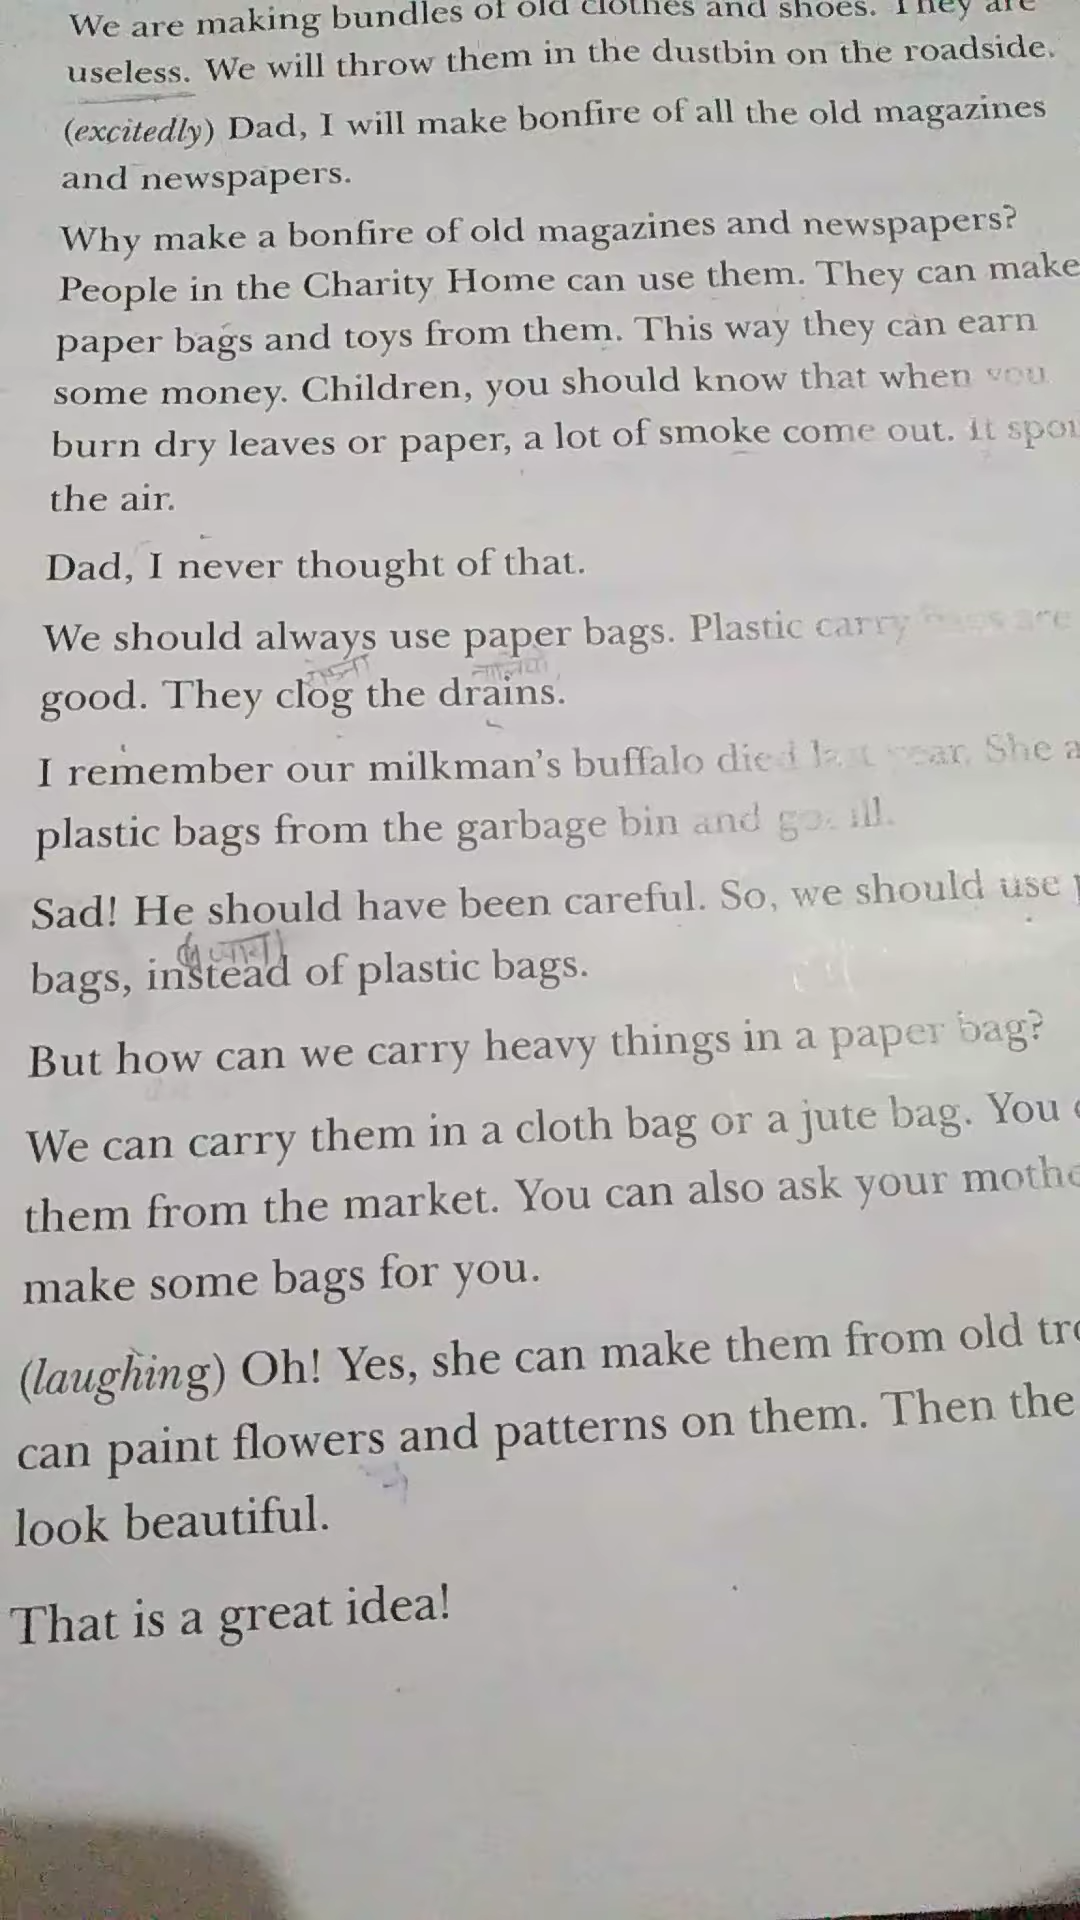 We are making bundles of old clothes and shoes. They are
useless. We will throw them in the dustbin on the roadside.
(excitedly) Dad, I will make bonfire of all the old magazines
and newspapers.
Why make a bonfire of old magazines and newspapers?
People in the Charity Home can use them. They can make
paper bags and toys from them. This way they can earn
some money. Children, you should know that when you
burn dry leaves or paper, a lot of smoke come out. It
the air.
Dad, I never thought of that.
We should always use paper bags. Plastic carry bags are
good. They clog the drains.
I remember our milkman's buffalo died last year. She
plastic bags from the garbage bin and got ill.
Sad! He should have been careful. So, we should use
bags, instead of plastic bags.
But how can we carry heavy things in a paper bag?
We can carry them in a cloth bag or a jute bag. You
them from the market. You can also ask your
make some bags for you.
(laughing) Oh! Yes, she can make them from old
can paint flowers and patterns on them. Then the
look beautiful.
That is a great idea!